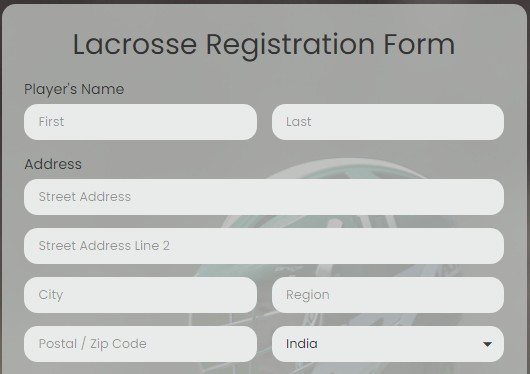 Lacrosse Registration Form
Player's Name
First Last
Address
Street Address
Street Address Line 2
City Region
Postal / Zip Code India